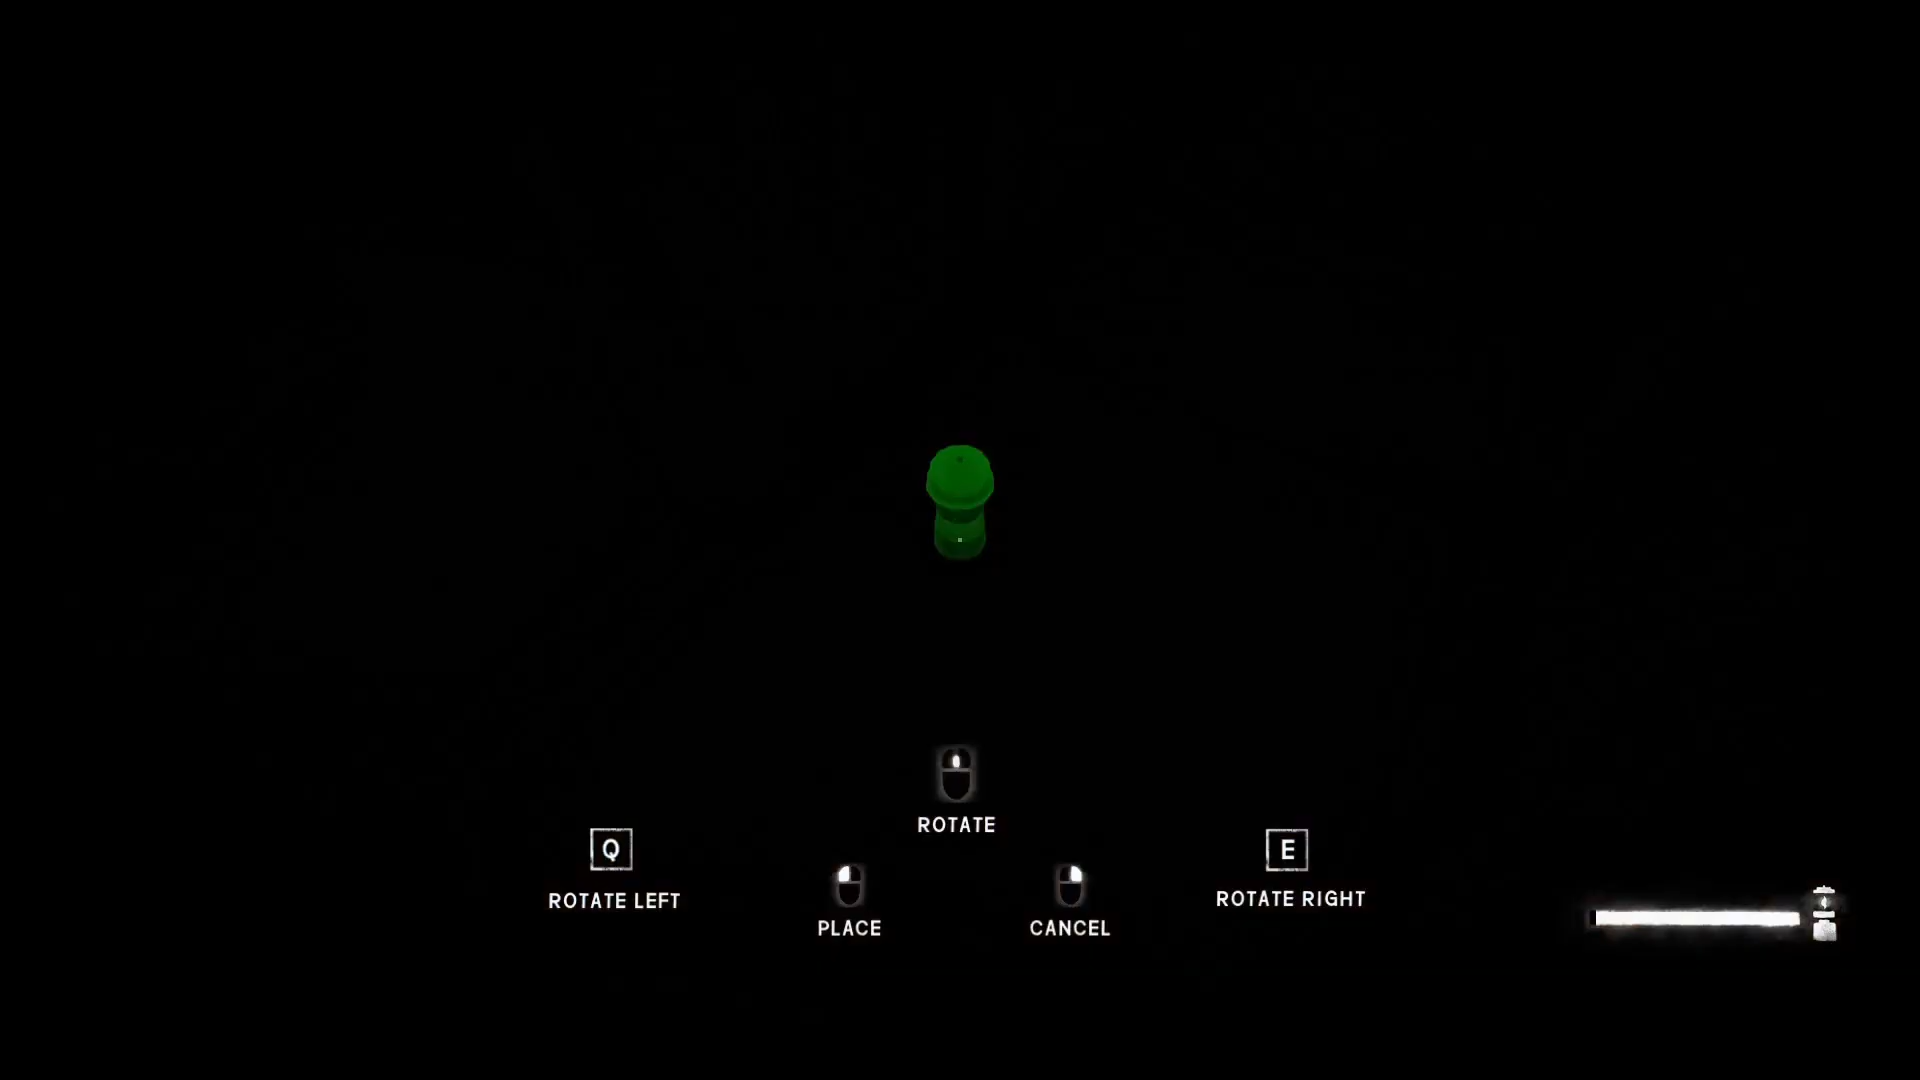 ROTATE
Q
E
ROTATE LEFT
ROTATE RIGHT
PLACE
CANCEL